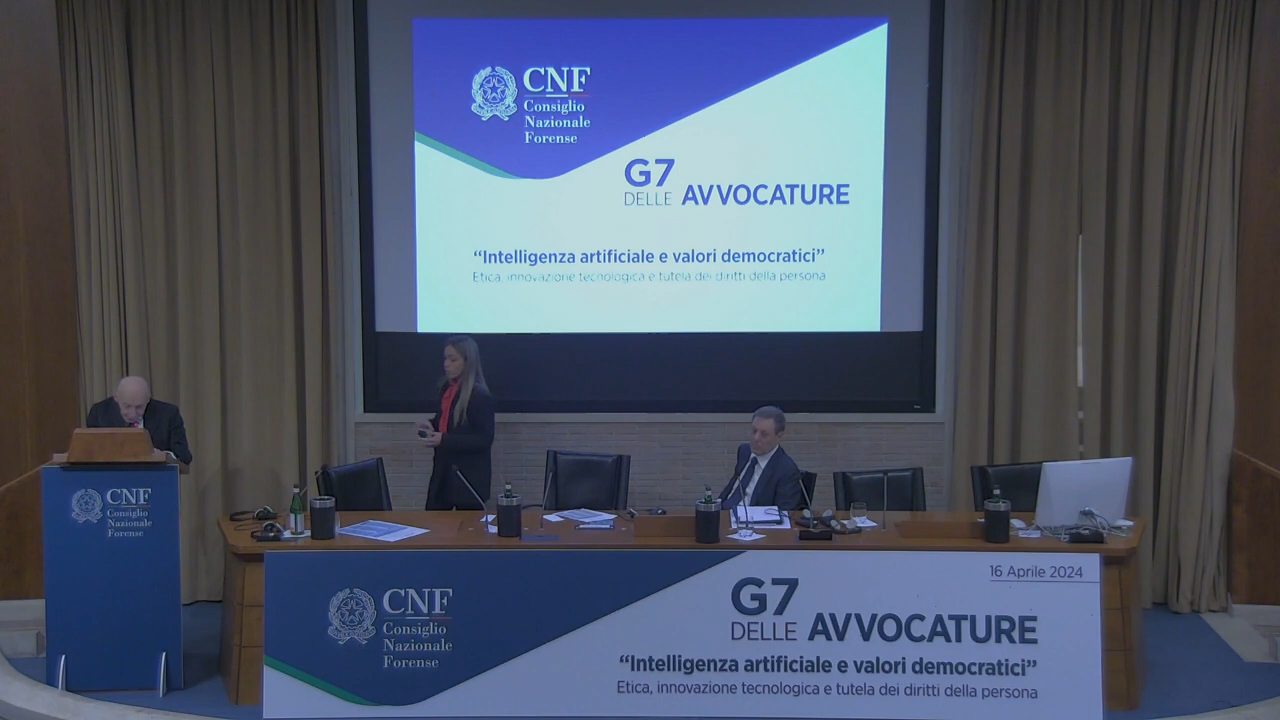 CNF
Consiglio
Nazionale
Forense
G7
DELLE AVVOCATURE
“Intelligenza artificiale e valori democratici”
Etica, innovazione tecnologica e tutela dei diritti della persona
CNF
Consiglio
Nazionale
Forense
16 Aprile 2024
CNF
Consiglio
Nazionale
Forense
G7
DELLE AVVOCATURE
“Intelligenza artificiale e valori democratici”
Etica, innovazione tecnologica e tutela dei diritti della persona